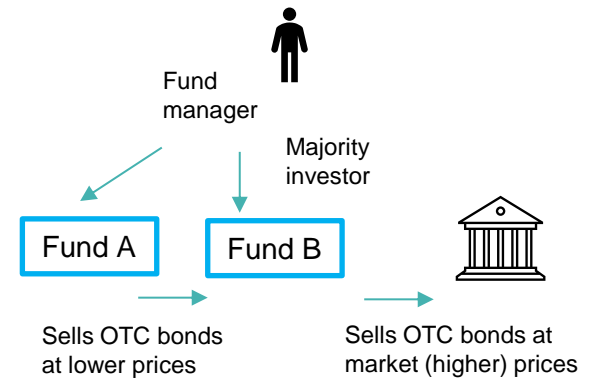 Fund
manager
Majority
investor
Fund A
Fund B
Sells OTC bonds
at lower prices
Sells OTC bonds at
market (higher) prices